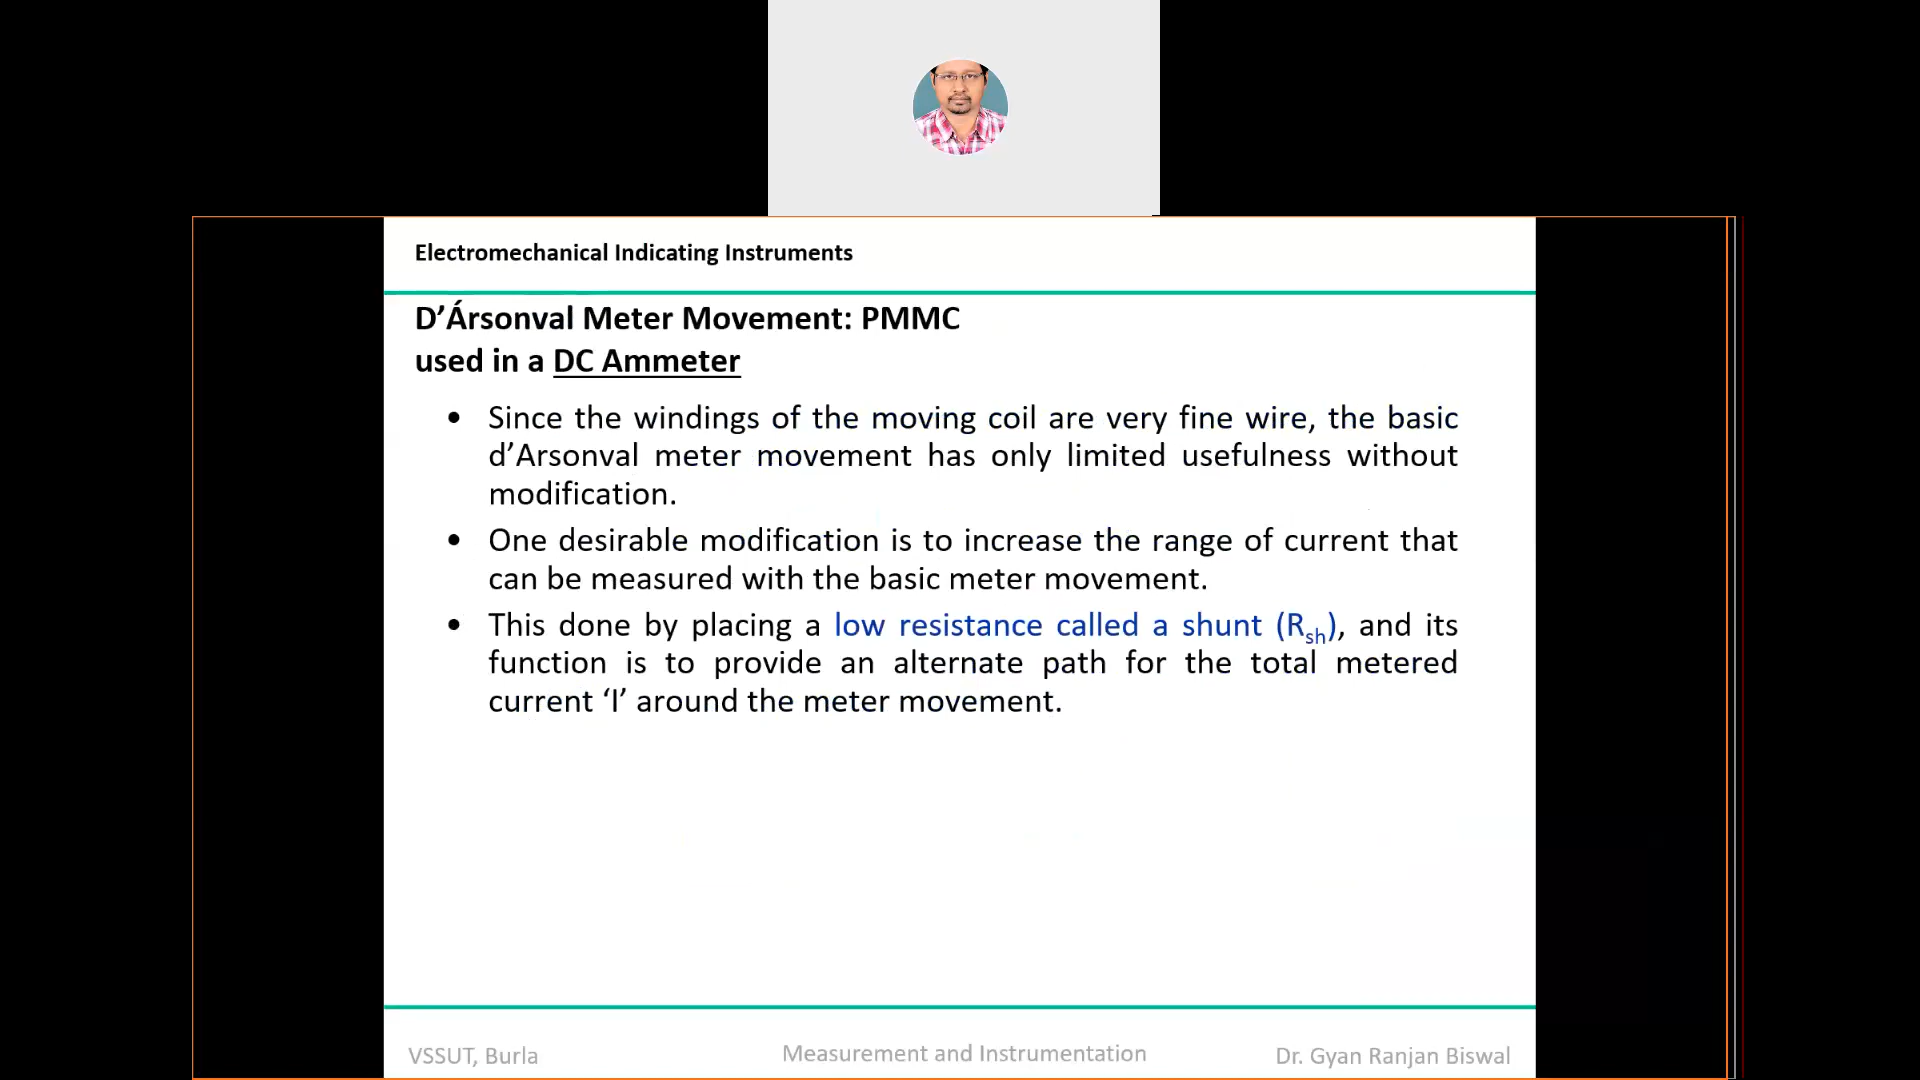 Electromechanical Indicating Instruments
D’Ársonval Meter Movement: PMMC
used in a DC Ammeter
• Since the windings of the moving coil are very fine wire, the basic
d’Arsonval meter movement has only limited usefulness without
modification.
• One desirable modification is to increase the range of current that
can be measured with the basic meter movement.
• This done by placing a low resistance called a shunt (Rsh), and its
function is to provide an alternate path for the total metered
current ‘I’ around the meter movement.
VSSUT, Burla
Measurement and Instrumentation
Dr. Gyan Ranjan Biswal